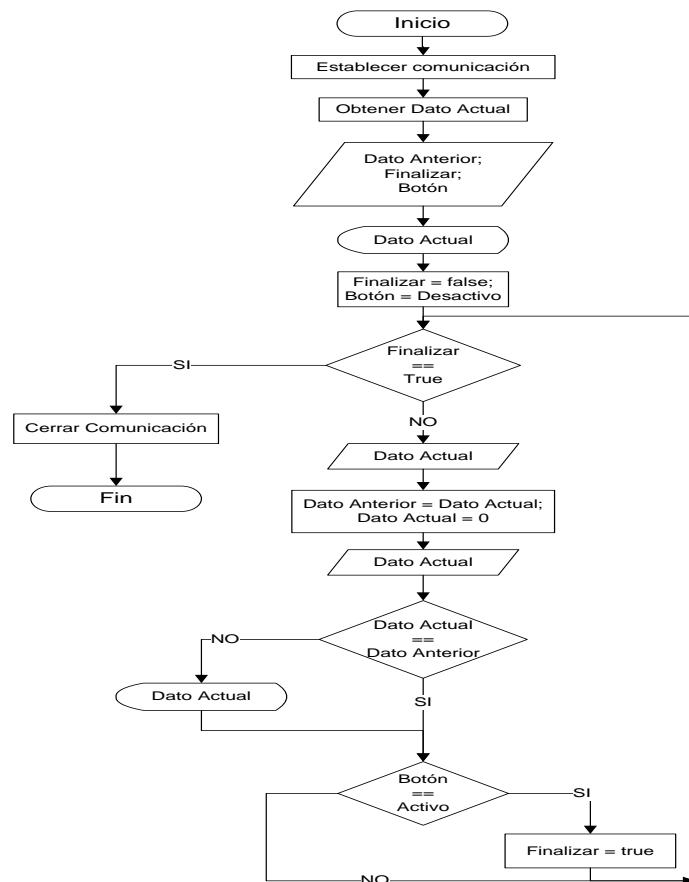 Inicio
Establecer comunicación
Obtener Dato Actual
Dato Anterior;
Finalizar;
Botón
Dato Actual
Finalizar = false;
Botón = Desactivo
Finalizar
==
True
SI
Cerrar Comunicación
Fin
NO
Dato Actual
Dato Anterior = Dato Actual;
Dato Actual = 0
Dato Actual
Dato Actual
==
Dato Anterior
NO
Dato Actual
SI
Botón
==
Activo
SI
Finalizar = true
NO